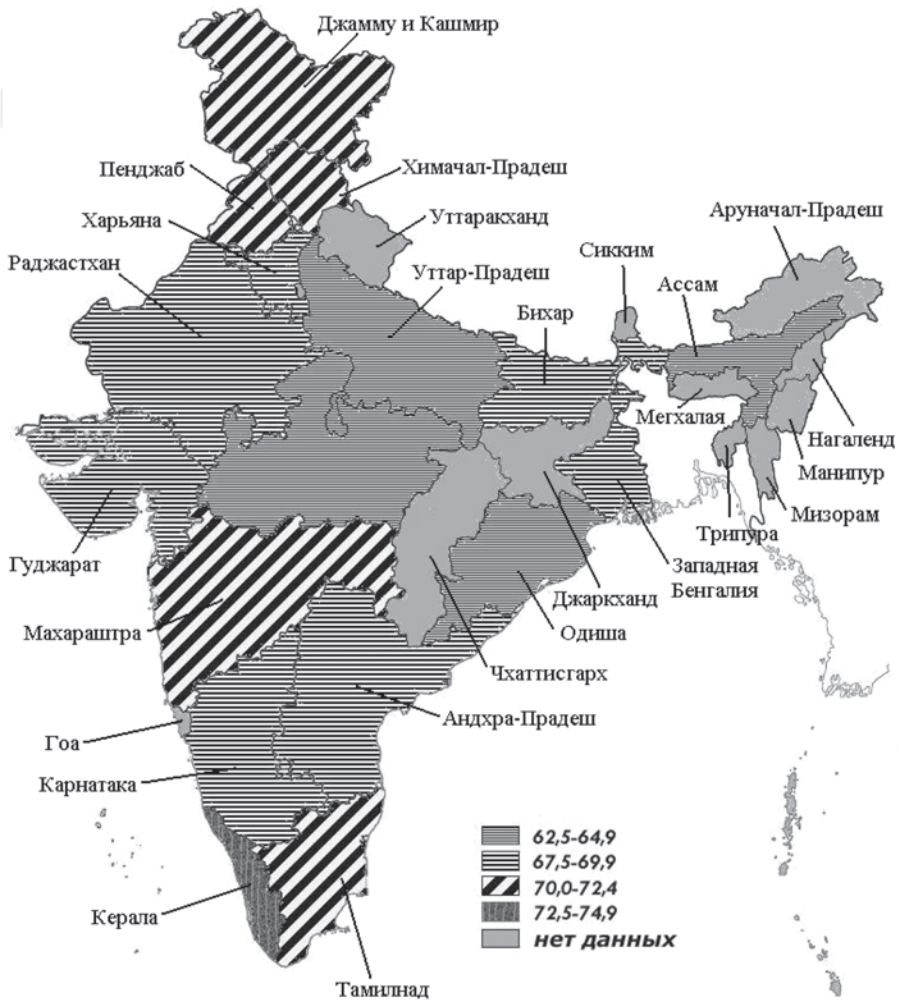 Джамму и Кашмир
Пенджаб
Химачал-Прадеш
Харьяна
Уттаракханд
Аруначал-Прадеш
Раджастхан
Уттар-Прадеш
Сикким
Ассам
Бихар
Мегхалая
Нагаленд
Манипур
Мизорам
Трипура
Гуджарат
Западная
Бенгалия
Джаркханд
Махараштра
Одиша
Чхаттисгарх
Андхра-Прадеш
Гоа
Карнатака
62,5-64,9
67,5-69,9
70,0-72,4
72,5-74,9
нет данных
Керала
Тамилнад